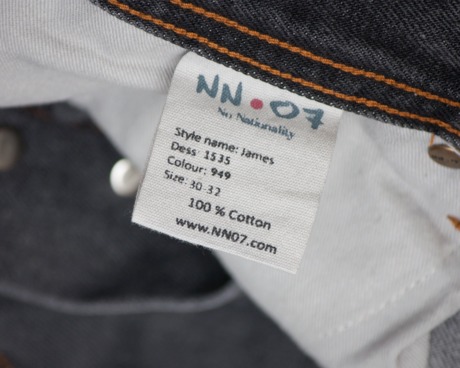 NN•07
No Nationality
Style name: James
Dess: 1535
Colour: 949
Size: 30-32
100 % Cotton
www.NN07.com